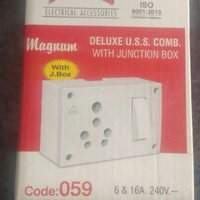 ELECTRICAL ACCESSORIES
ISO
9001:2015
Magnum
DELUXE U.S.S. COMB.
WITH JUNCTION BOX
With
J.Box
Code:059
6 & 16A. 240V.~